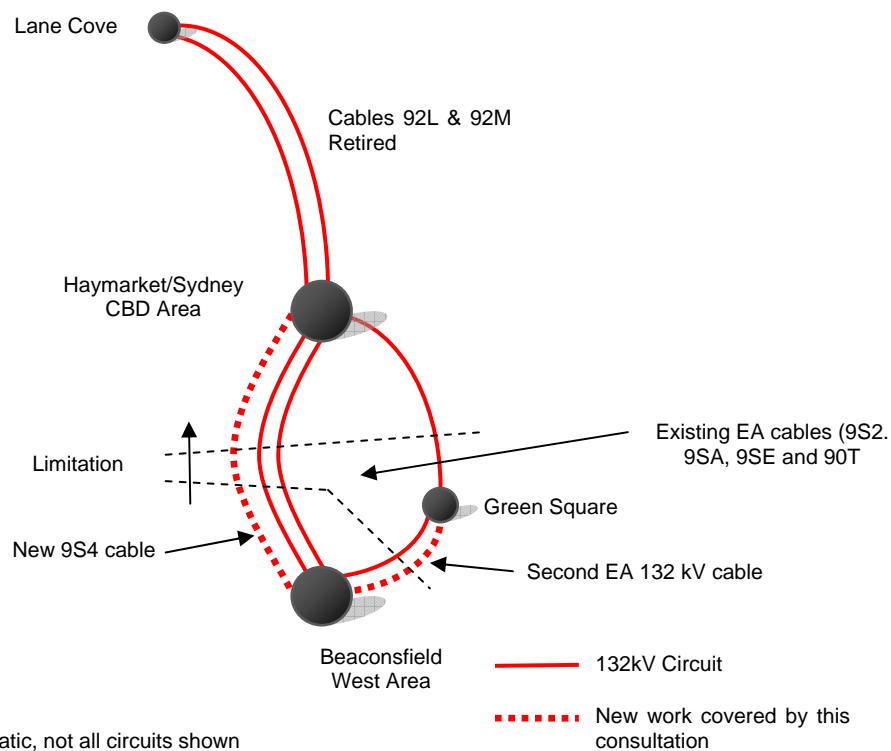 Lane Cove
Cables 92L & 92M
Retired
Haymarket/Sydney
CBD Area
Existing EA cables (9S2.
9SA, 9SE and 90T
Limitation
Green Square
New 9S4 cable
Second EA 132 kV cable
Beaconsfield
West Area
132kV Circuit
New work covered by this
consultation
atic, not all circuits shown